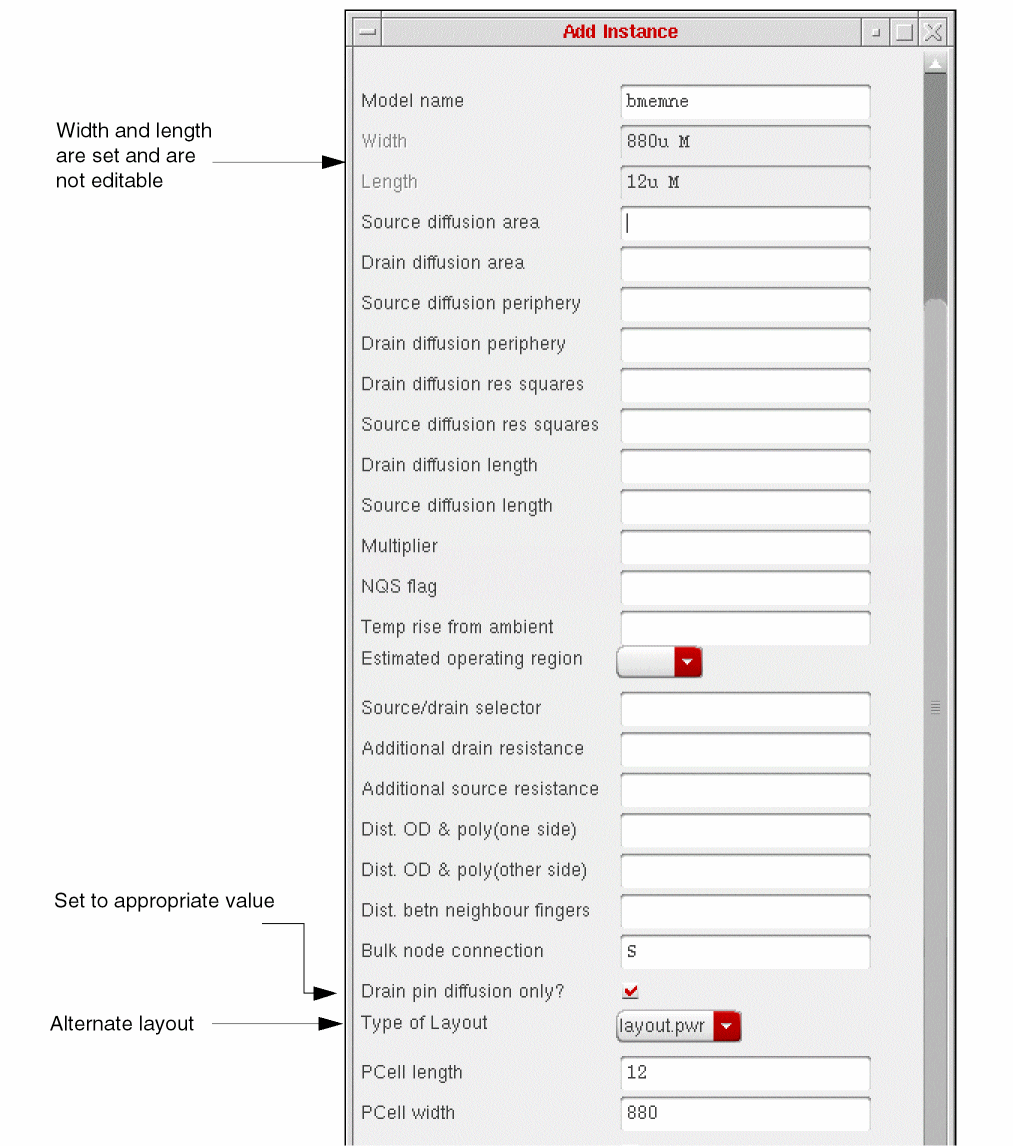 Add Instance
Model name bmemne
Width and length
are set and are
not editable
Width 880u M
Length 12u M
Source diffusion area
Drain diffusion area
Source diffusion periphery
Drain diffusion periphery
Drain diffusion res squares
Source diffusion res squares
Drain diffusion length
Source diffusion length
Multiplier
NQS flag
Temp rise from ambient
Estimated operating region
Source/drain selector
Additional drain resistance
Additional source resistance
Dist. OD & poly(one side)
Dist. OD & poly(other side)
Set to appropriate value
Dist. betn neighbour fingers
Bulk node connection S
Drain pin diffusion only?
Alternate layout
Type of Layout layout.pwr
PCell length 12
PCell width 880